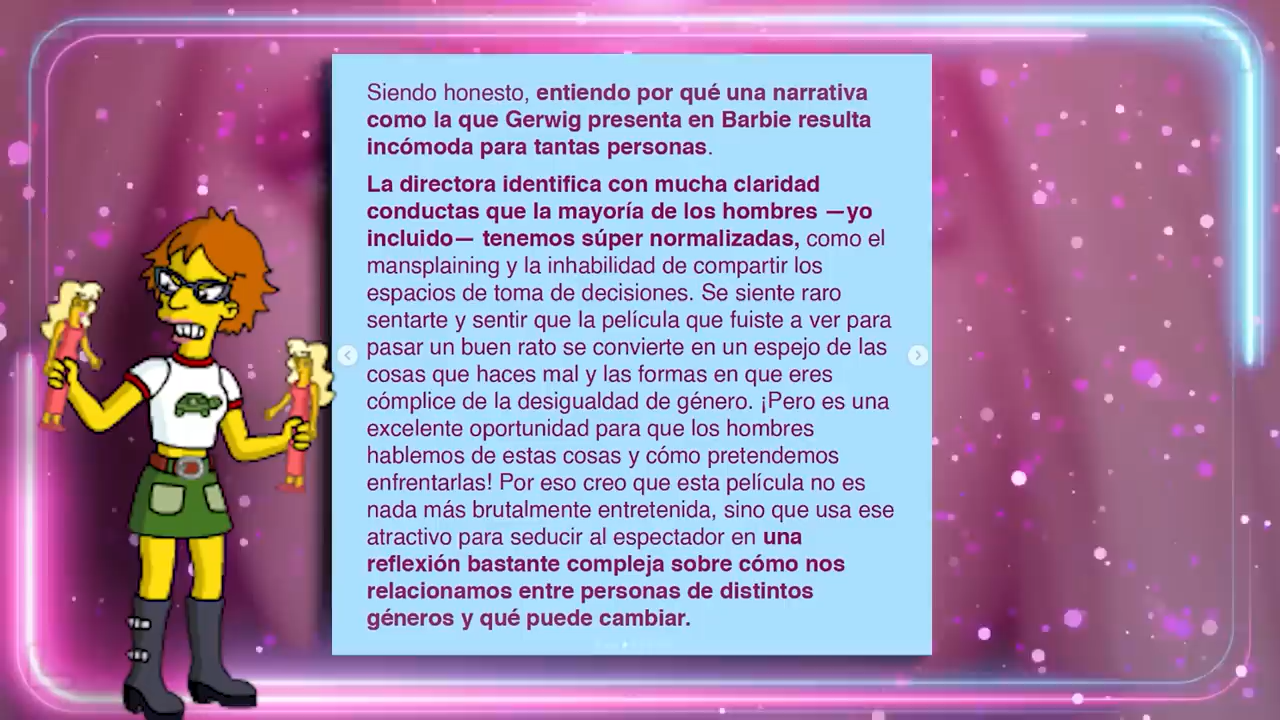 Siendo honesto, entiendo por qué una narrativa
como la que Gerwig presenta en Barbie resulta
incómoda para tantas personas.
La directora identifica con mucha claridad
conductas que la mayoría de los hombres —yo
incluido— tenemos súper normalizadas, como el
mansplaining y la inhabilidad de compartir los
espacios de toma de decisiones. Se siente raro
sentarte y sentir que la película que fuiste a ver para
pasar un buen rato se convierte en un espejo de las
cosas que haces mal y las formas en que eres
cómplice de la desigualdad de género. ¡Pero es una
excelente oportunidad para que los hombres
hablemos de estas cosas y cómo pretendemos
enfrentarlas! Por eso creo que esta película no es
nada más brutalmente entretenida, sino que usa ese
atractivo para seducir al espectador en una
reflexión bastante compleja sobre cómo nos
relacionamos entre personas de distintos
géneros y qué puede cambiar.